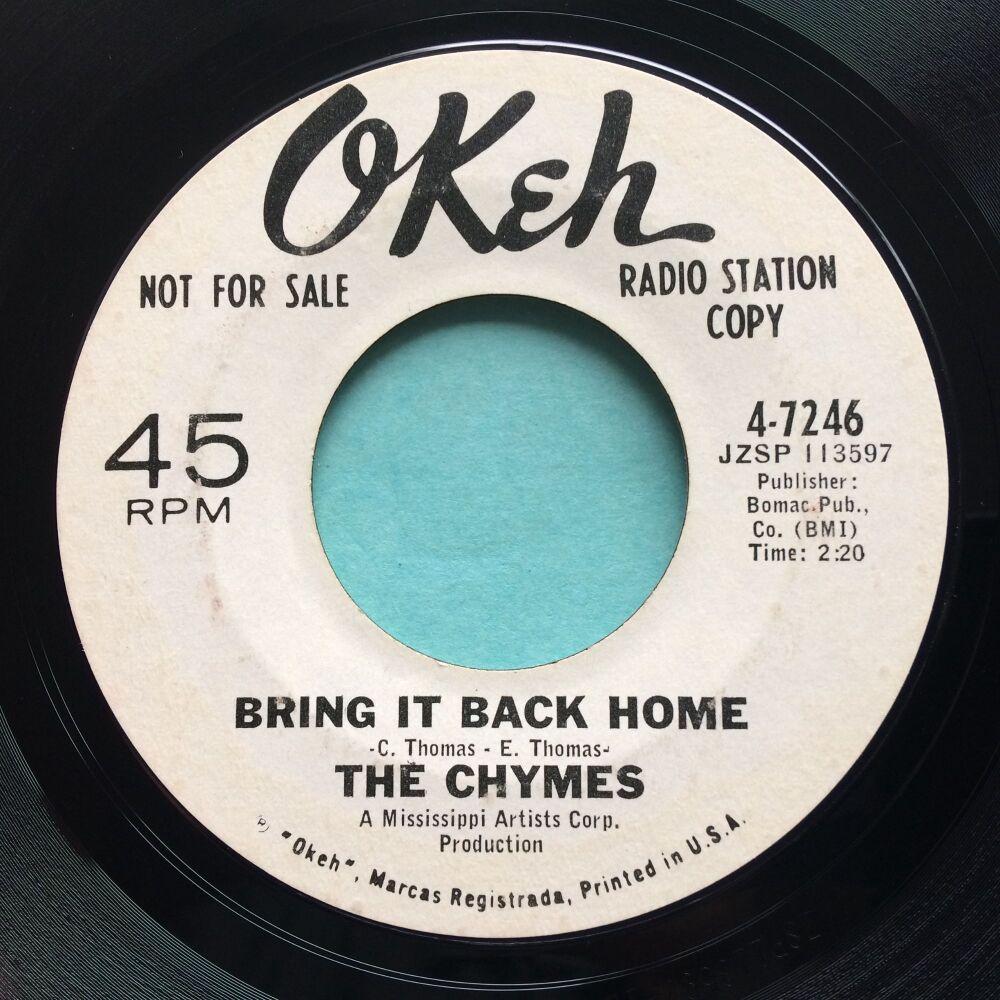 OKeh
NOT FOR SALE
RADIO STATION
COPY
45
RPM
4-7246
JZSP 113597
Publisher:
Bomac Pub.,
Co. (BMI)
Time: 2:20
BRING IT BACK HOME
-C. Thomas - E. Thomas-
THE CHYMES
A Mississippi Artists Corp.
Production
"Okeh", Marcas Registrada, Printed in U.S.A.